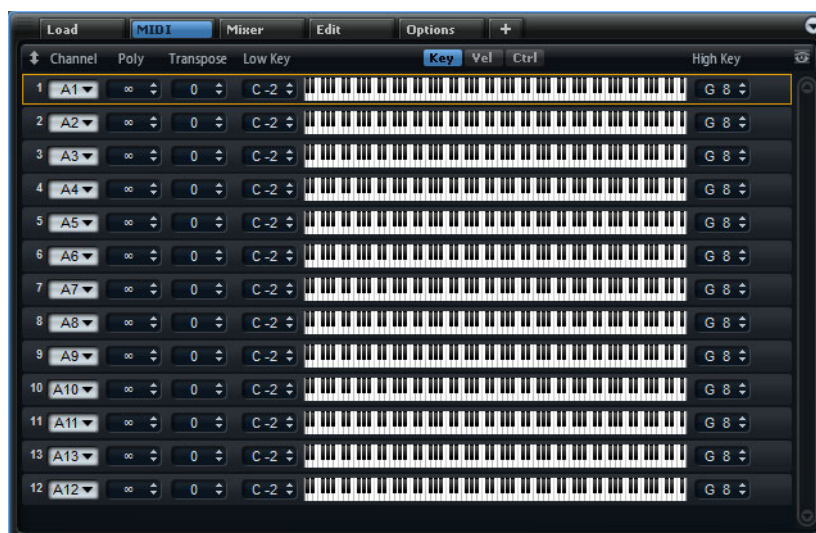 Load MIDI Mixer Edit Options +
Channel Poly Transpose Low Key Key Vel Ctrl High Key
1 A1 ∞ 0 C -2 G 8
2 A2 ∞ 0 C -2 G 8
3 A3 ∞ 0 C -2 G 8
4 A4 ∞ 0 C -2 G 8
5 A5 ∞ 0 C -2 G 8
6 A6 ∞ 0 C -2 G 8
7 A7 ∞ 0 C -2 G 8
8 A8 ∞ 0 C -2 G 8
9 A9 ∞ 0 C -2 G 8
10 A10 ∞ 0 C -2 G 8
11 A11 ∞ 0 C -2 G 8
13 A13 ∞ 0 C -2 G 8
12 A12 ∞ 0 C -2 G 8